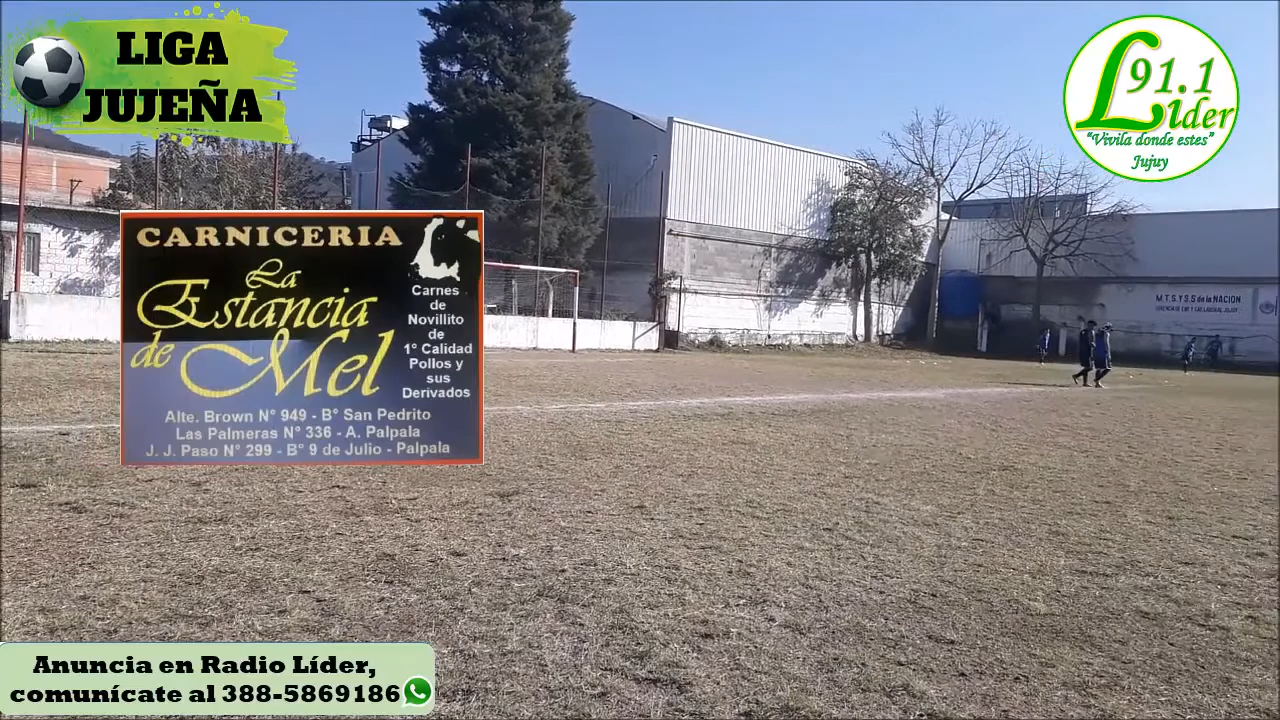 LIGA
JUJEÑA
91.1
Líder
"Vivila donde estes"
Jujuy
CARNICERIA
La
Estancia
de Mel
Carnes
de
Novillito
de
1° Calidad
Pollos y
sus
Derivados
Alte. Brown N° 949 - B° San Pedrito
Las Palmeras N° 336 - A. Palpala
J. J. Paso N° 299 - B° 9 de Julio - Palpala
M.T.S.Y.S.S de la NACION
Anuncia en Radio Líder,
comunícate al 388-5869186